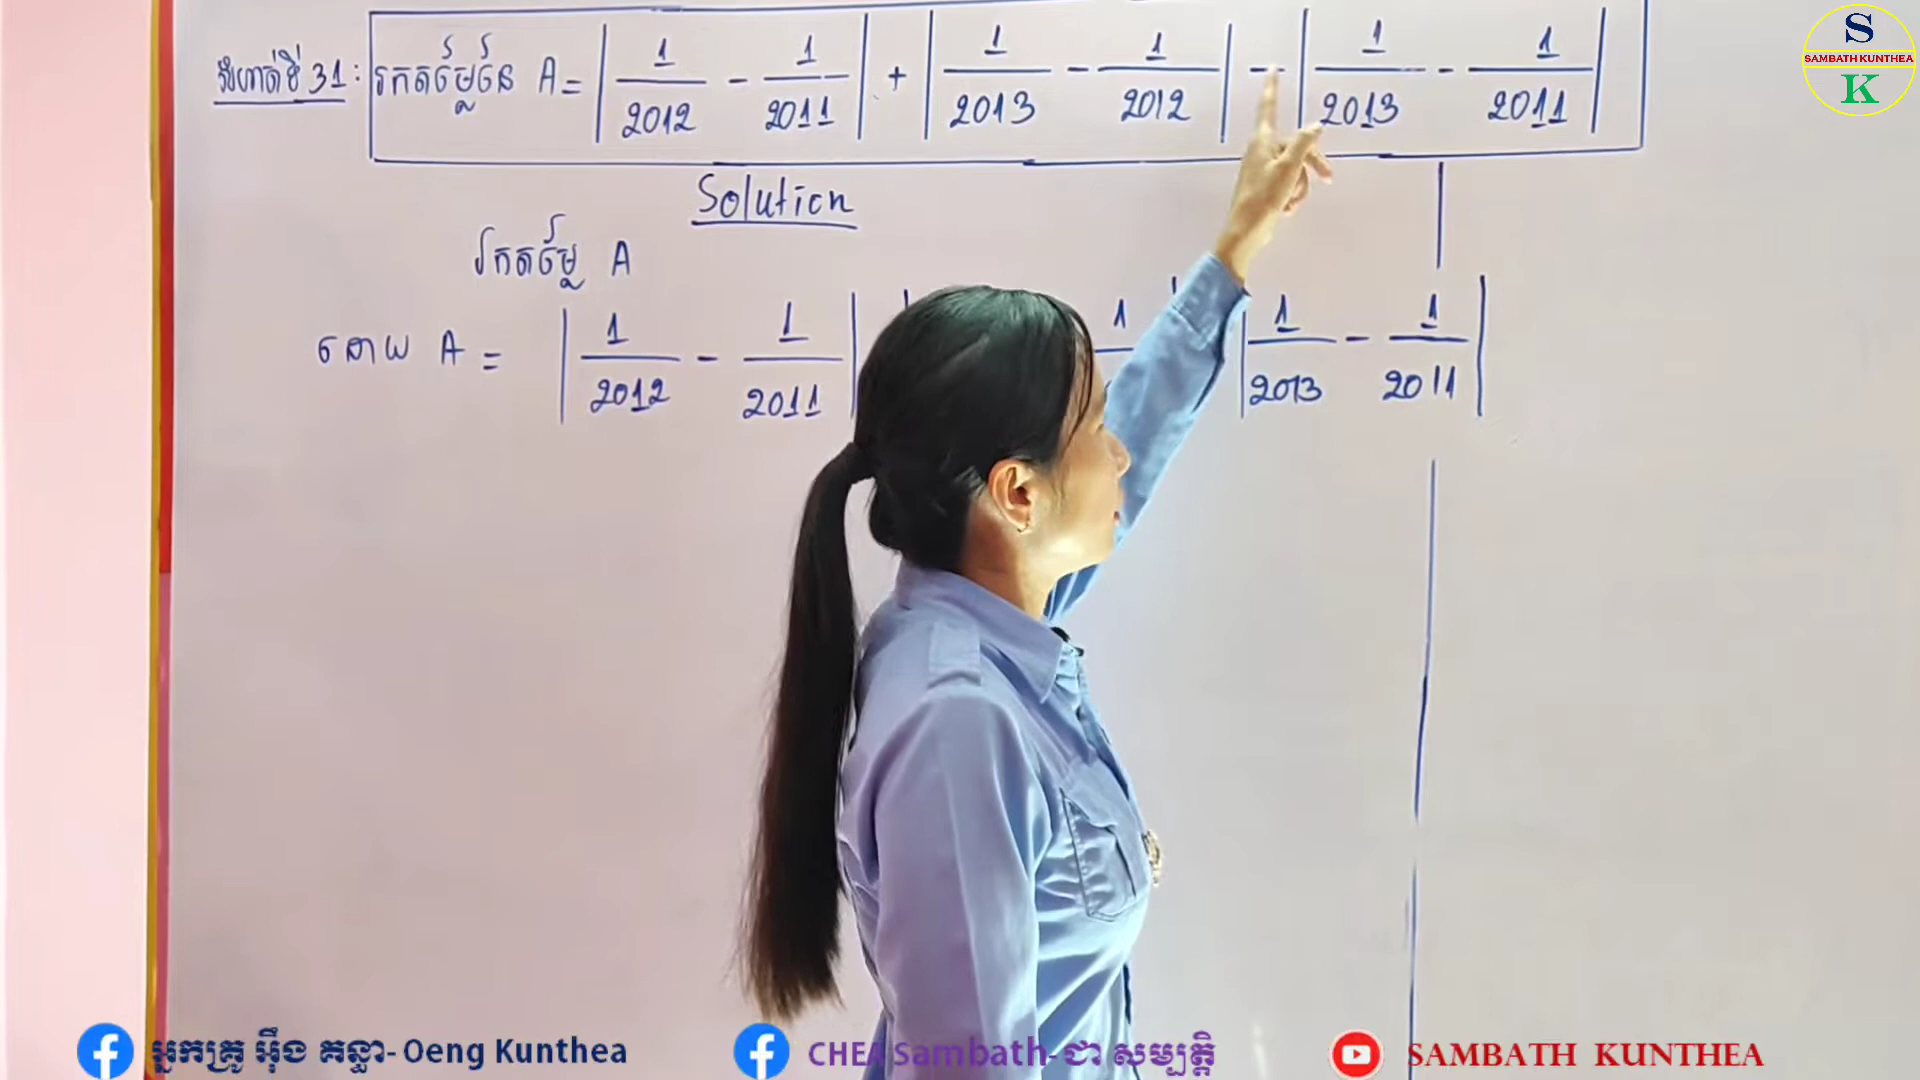 លំហាត់ទី 31 : រកតម្លៃនៃ A = | 1/2012 - 1/2011 | + | 1/2013 - 1/2012 | - | 1/2013 - 1/2011 |
Solution
រកតម្លៃ A
ដោយ A = | 1/2012 - 1/2011 | 1 | 1/2013 - 1/2011 |
S
SAMBATH KUNTHEA
K
អ្នកគ្រូ អ៊ឹង គន្ធា- Oeng Kunthea
CHEA Sambath-ជា សម្បត្តិ
SAMBATH KUNTHEA